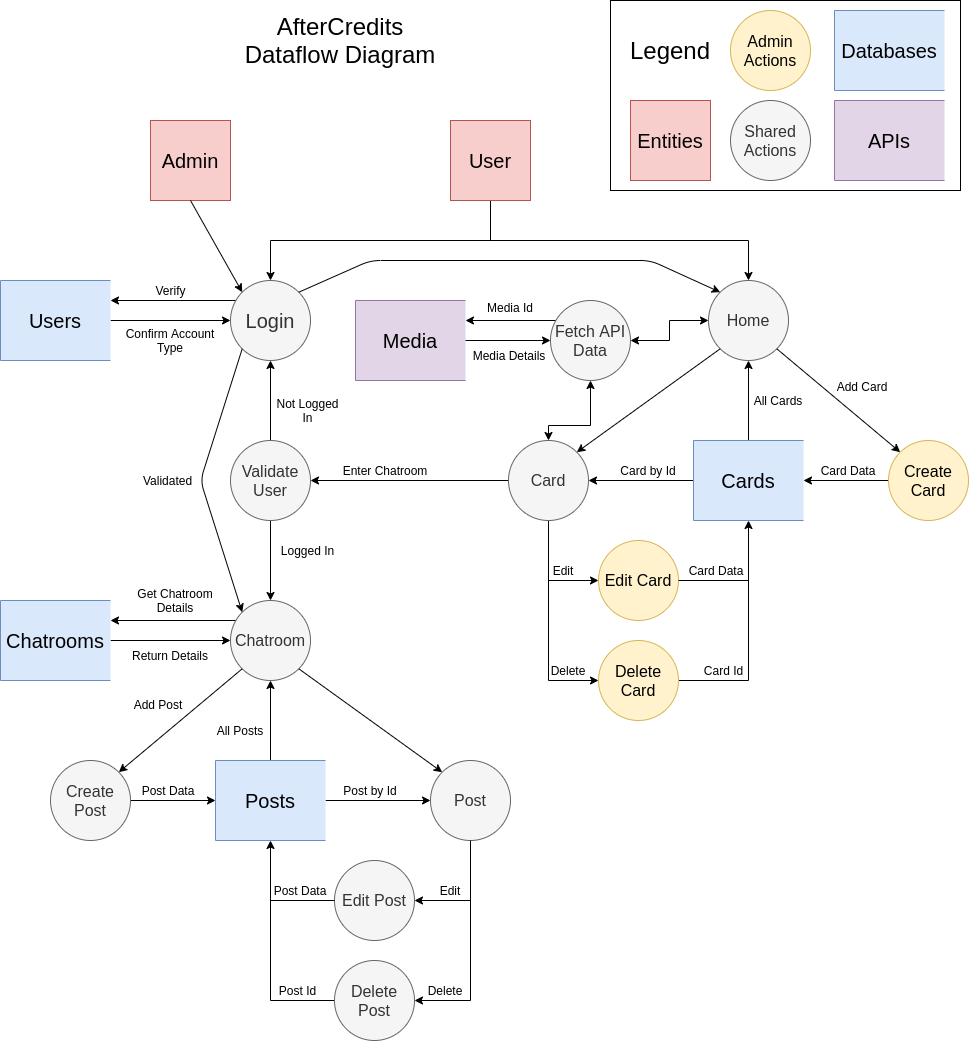 AfterCredits
Dataflow Diagram
Legend
Admin
Actions
Databases
Entities
Shared
Actions
APIs
Admin
User
Users
Verify
Confirm Account
Type
Login
Media
Media Id
Media Details
Fetch API
Data
Home
Not Logged
In
All Cards
Add Card
Validated
Validate
User
Enter Chatroom
Card
Card by Id
Cards
Card Data
Create
Card
Logged In
Edit
Edit Card
Card Data
Get Chatroom
Details
Chatrooms
Return Details
Chatroom
Delete
Delete
Card
Card Id
Add Post
All Posts
Create
Post
Post Data
Posts
Post by Id
Post
Post Data
Edit Post
Edit
Post Id
Delete
Post
Delete